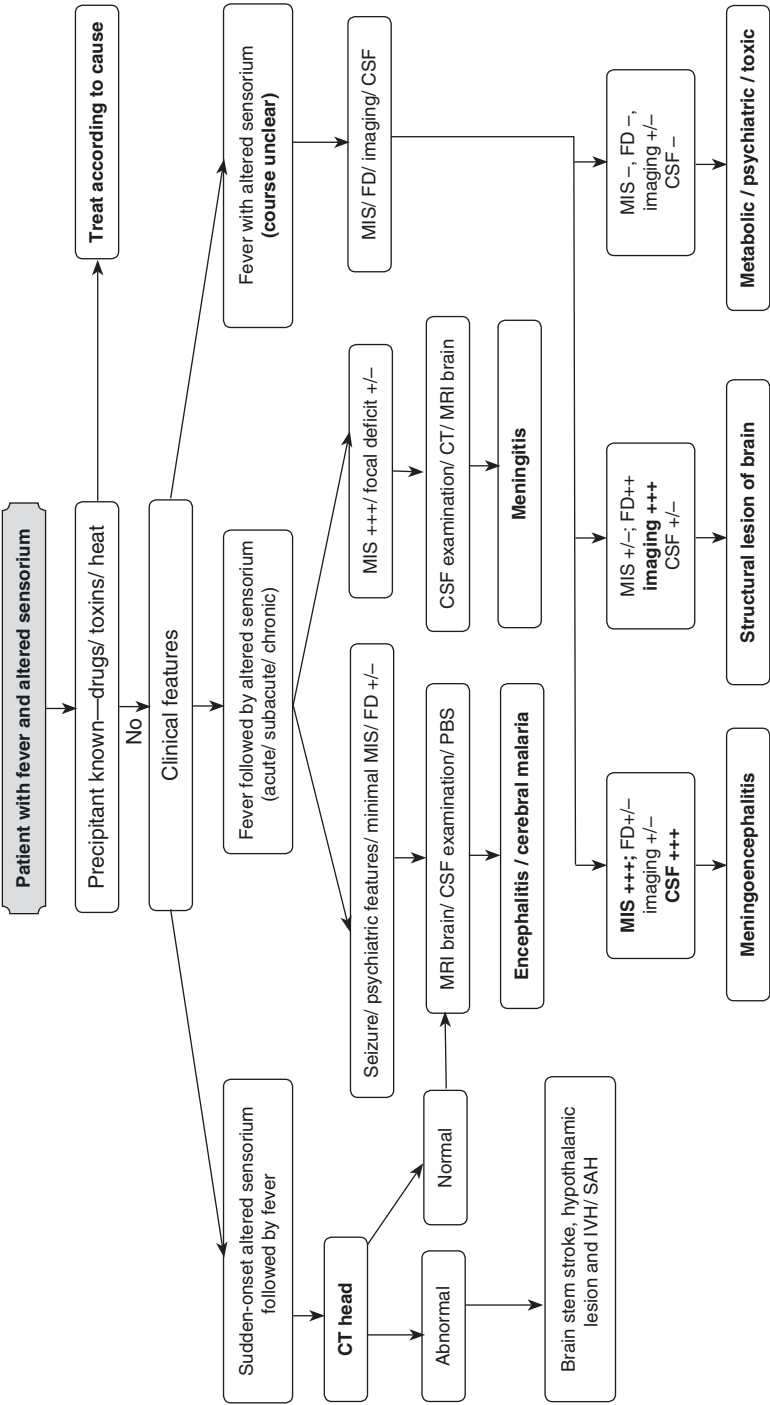 Patient with fever and altered sensorium
Precipitant known—drugs/ toxins/ heat
Treat according to cause
No
Clinical features
Sudden-onset altered sensorium
followed by fever
Fever followed by altered sensorium
(acute/ subacute/ chronic)
Fever with altered sensorium
(course unclear)
CT head
Seizure/ psychiatric features/ minimal MIS/ FD +/–
MIS +++/ focal deficit +/–
MIS/ FD/ imaging/ CSF
Abnormal
Normal
MRI brain/ CSF examination/ PBS
CSF examination/ CT/ MRI brain
Brain stem stroke, hypothalamic
lesion and IVH/ SAH
Encephalitis / cerebral malaria
Meningitis
MIS +++; FD+/–
imaging +/–
CSF +++
MIS +/–; FD++
imaging +++
CSF +/–
MIS –, FD –,
imaging +/–
CSF –
Meningoencephalitis
Structural lesion of brain
Metabolic / psychiatric / toxic